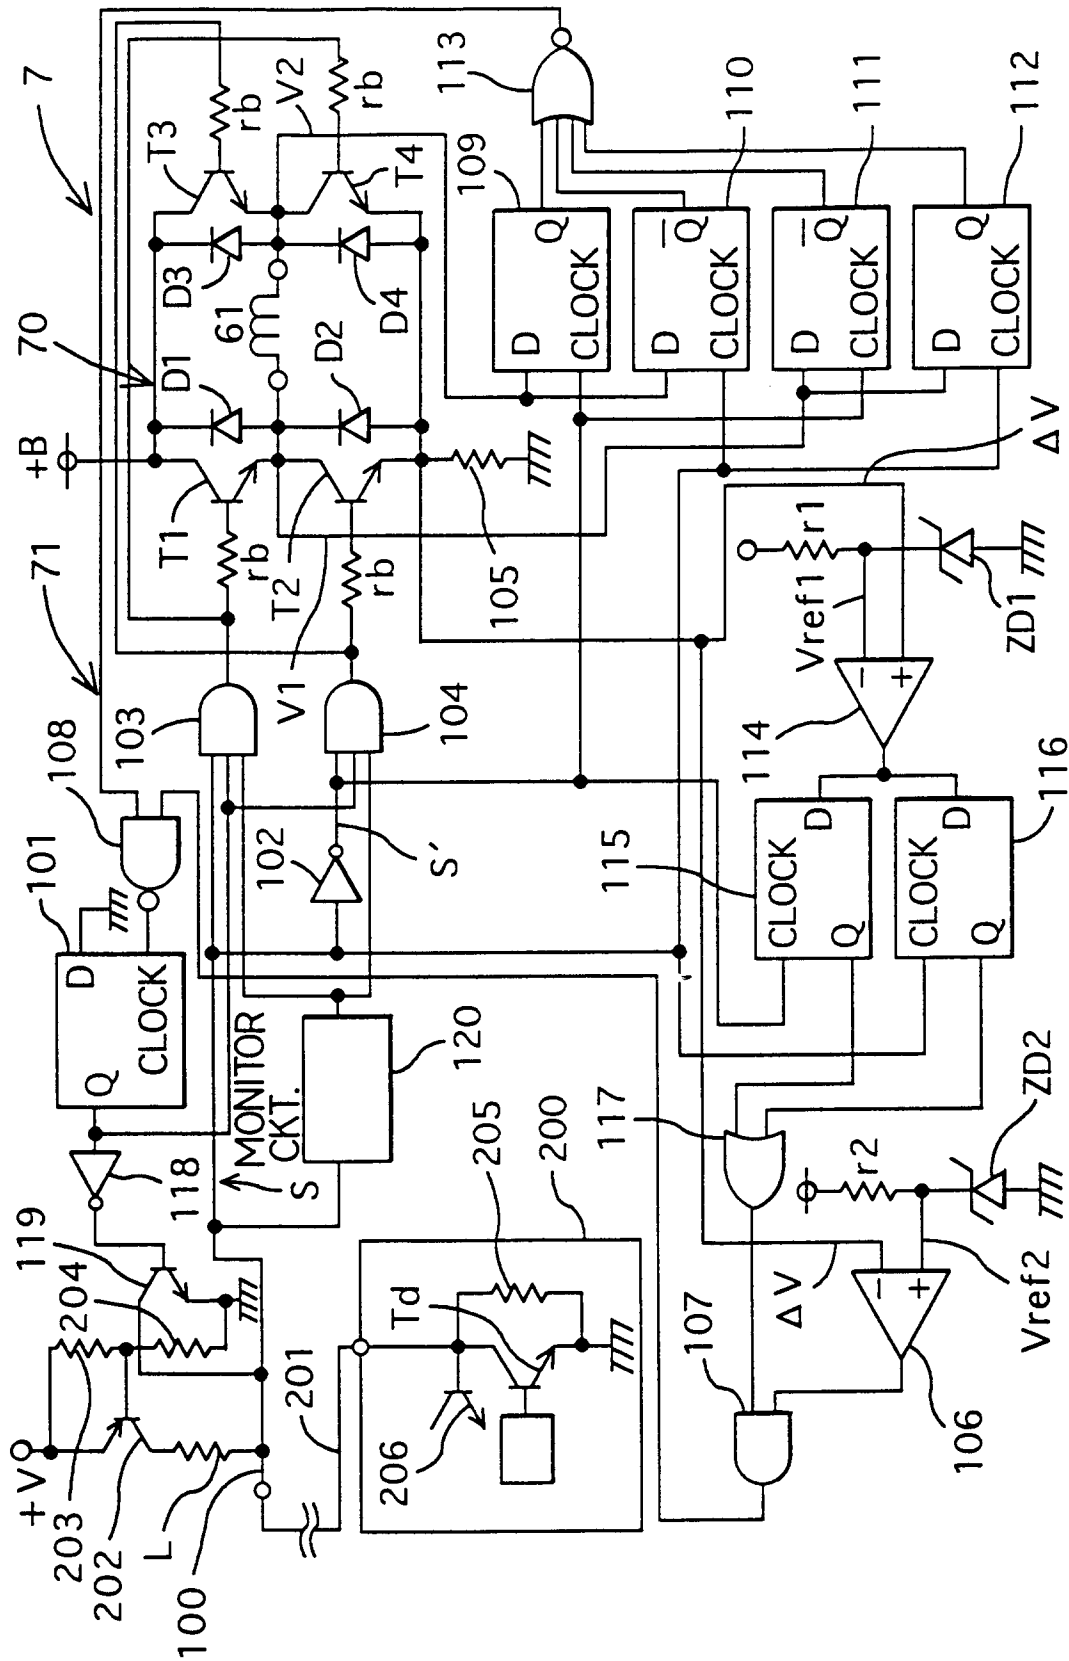 7
71
70
+B
T1
D1
D3
T3
rb
rb
T2
D2
61
D4
T4
V2
rb
rb
V1
105
103
104
108
101
D
CLOCK
Q
102
S'
118
119
204
203
202
+V
L
100
201
S
MONITOR
CKT.
120
200
205
Td
206
113
109
D
Q
CLOCK
110
D
Q̅
CLOCK
111
D
Q̅
CLOCK
112
D
Q
CLOCK
ΔV
r1
Vref1
ZD1
−
+
114
115
CLOCK
D
Q
116
CLOCK
D
Q
117
r2
ZD2
ΔV
Vref2
−
+
106
107